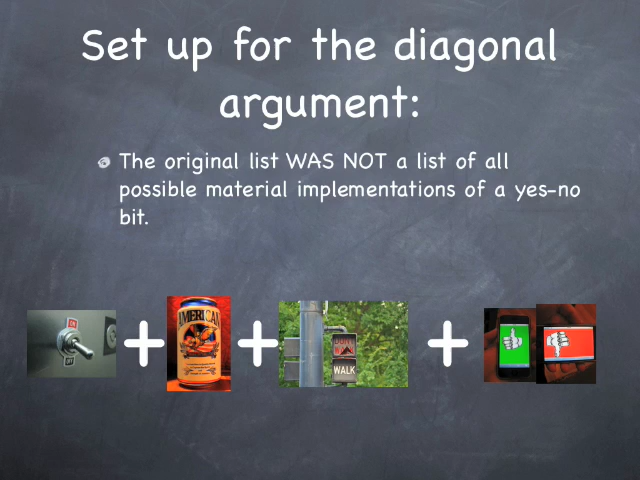 Set up for the diagonal
argument:
The original list WAS NOT a list of all
possible material implementations of a yes-no
bit.
AMERICAN
WALK